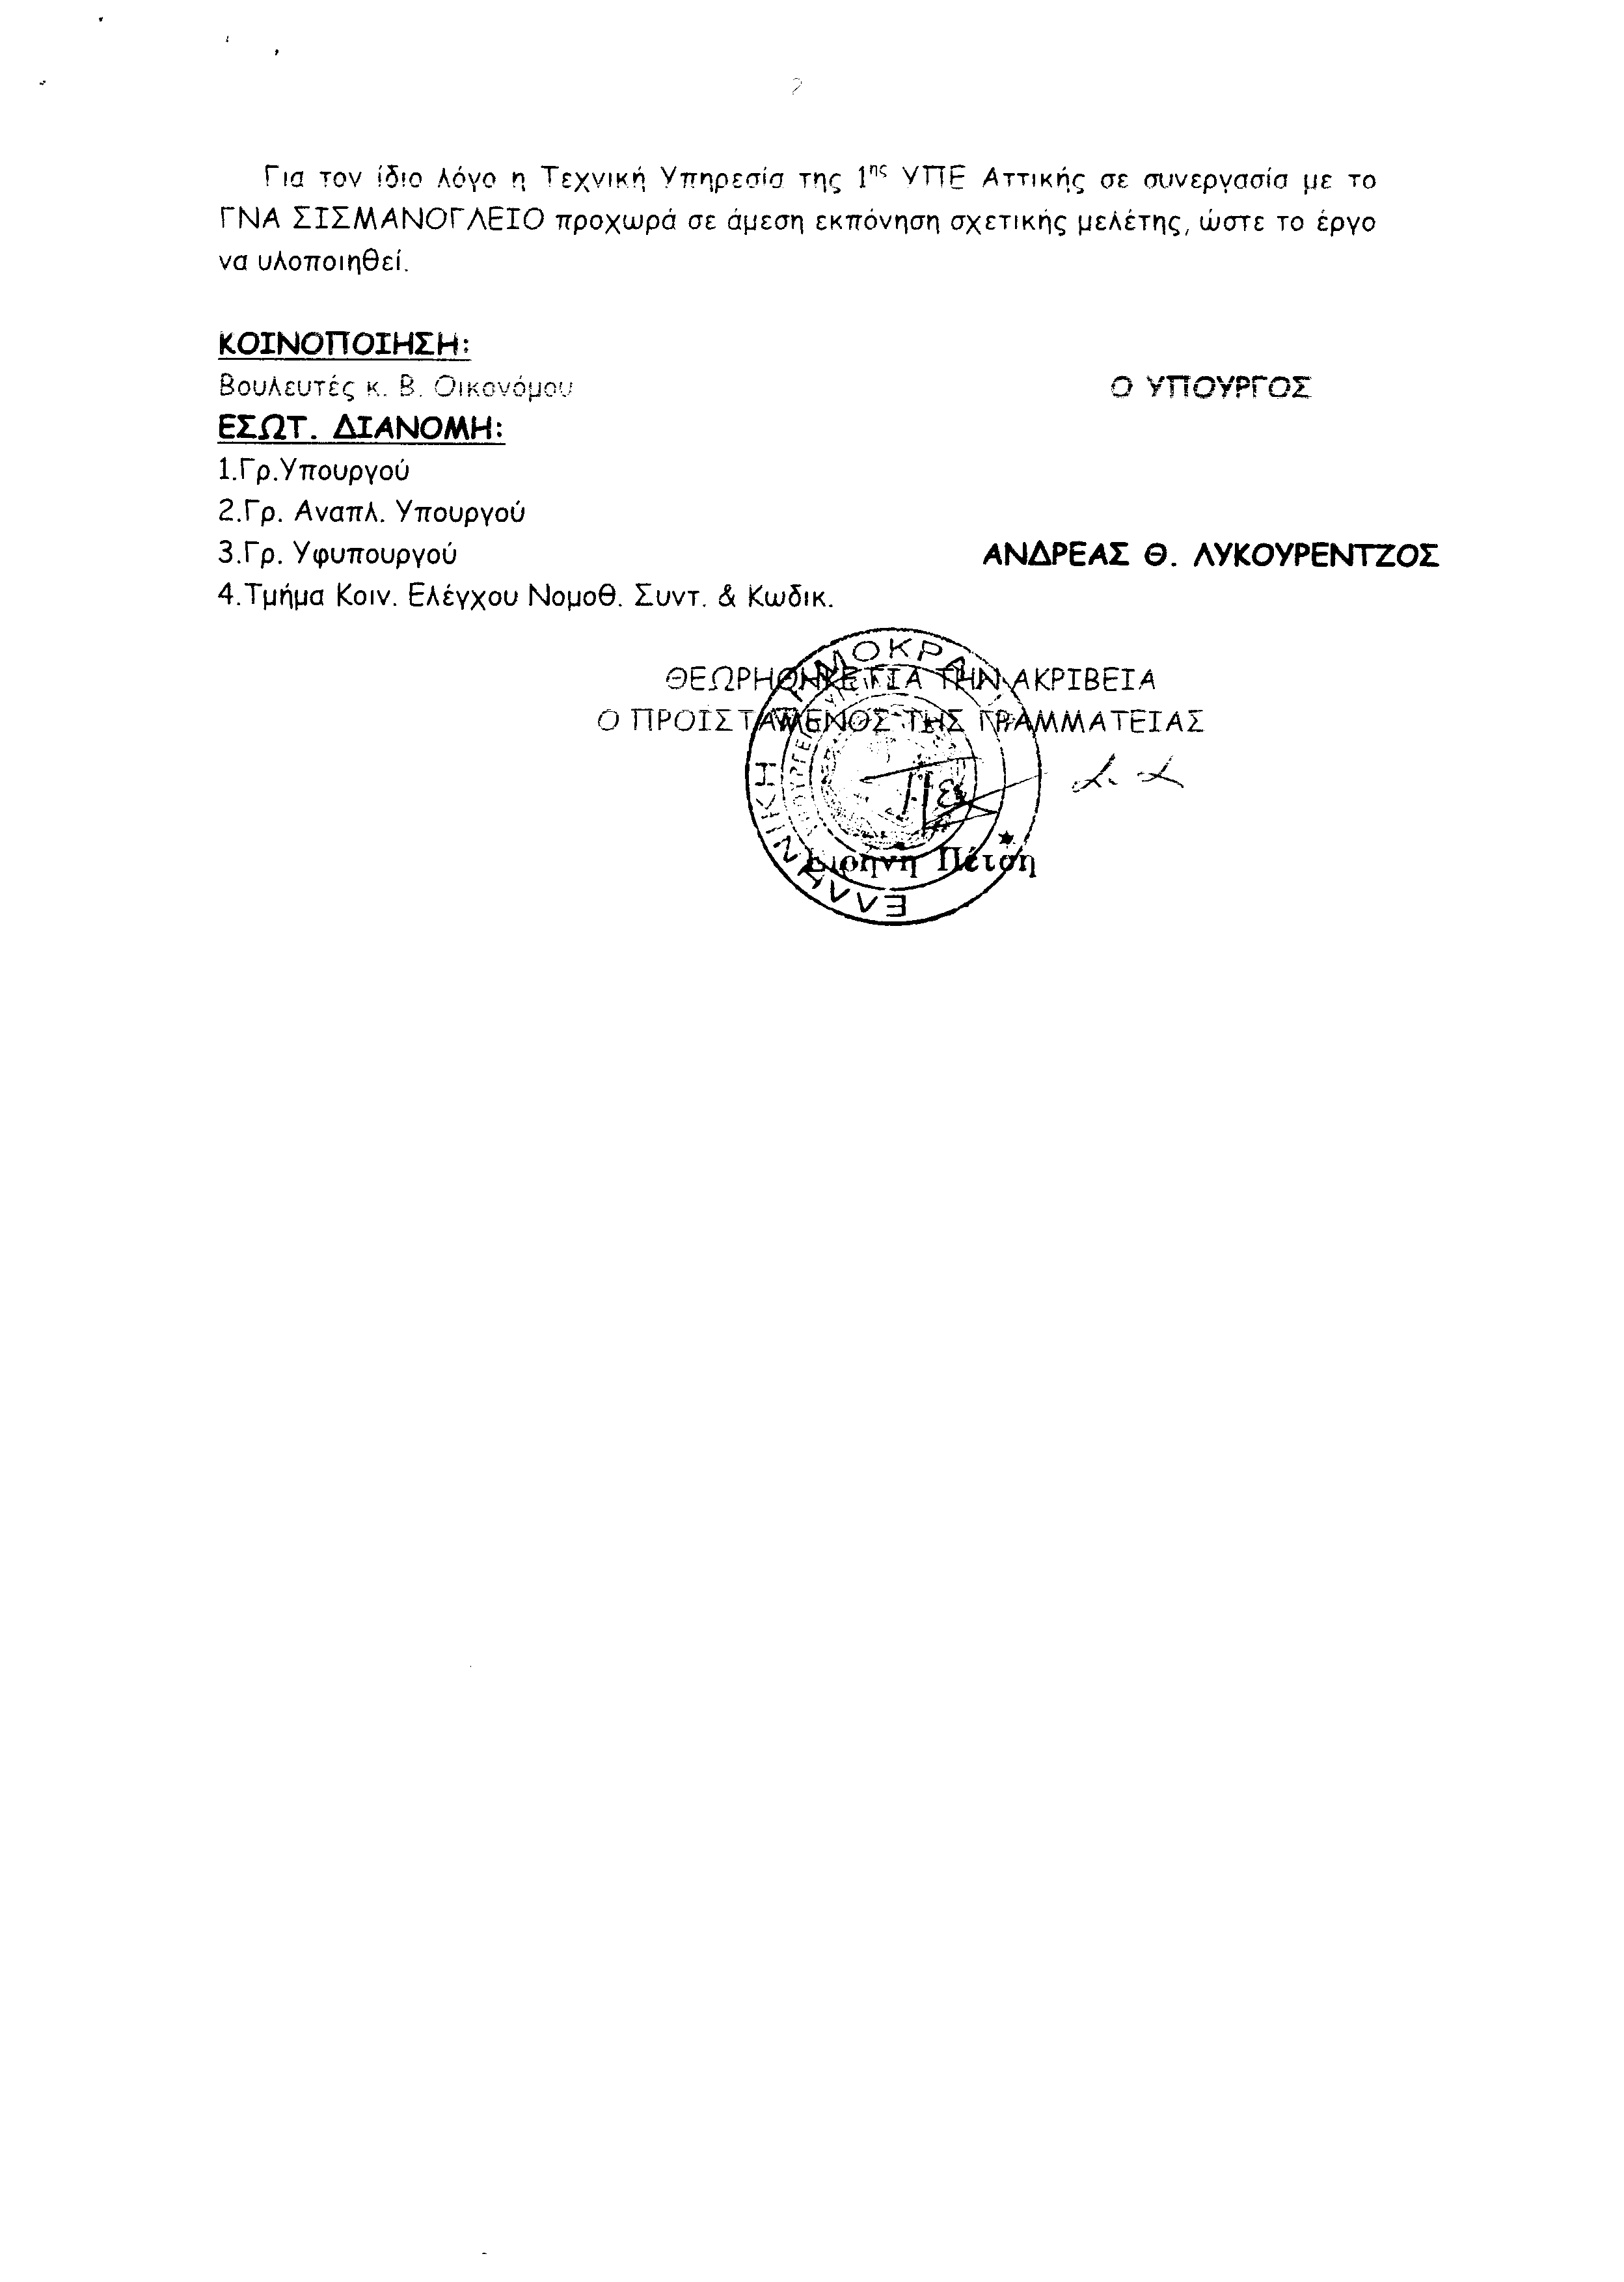 2
Για τον ίδιο λόγο η Τεχνική Υπηρεσία της 1ης ΥΠΕ Αττικής σε συνεργασία με το
ΓΝΑ ΣΙΣΜΑΝΟΓΛΕΙΟ προχωρά σε άμεση εκπόνηση σχετικής μελέτης, ώστε το έργο
να υλοποιηθεί.
ΚΟΙΝΟΠΟΙΗΣΗ:
Βουλευτές κ. Β. Οικονόμου
Ο ΥΠΟΥΡΓΟΣ
ΕΣΩΤ. ΔΙΑΝΟΜΗ:
1.Γρ.Υπουργού
2.Γρ. Αναπλ. Υπουργού
3.Γρ. Υφυπουργού
ΑΝΔΡΕΑΣ Θ. ΛΥΚΟΥΡΕΝΤΖΟΣ
4.Τμήμα Κοιν. Ελέγχου Νομοθ. Συντ. & Κωδικ.
ΘΕΩΡΗΘΗΚΕ ΓΙΑ ΤΗΝ ΑΚΡΙΒΕΙΑ
Ο ΠΡΟΙΣΤΑΜΕΝΟΣ ΤΗΣ ΓΡΑΜΜΑΤΕΙΑΣ
Ειρήνη Πέτση
ΕΛΛΗΝΙΚΗ